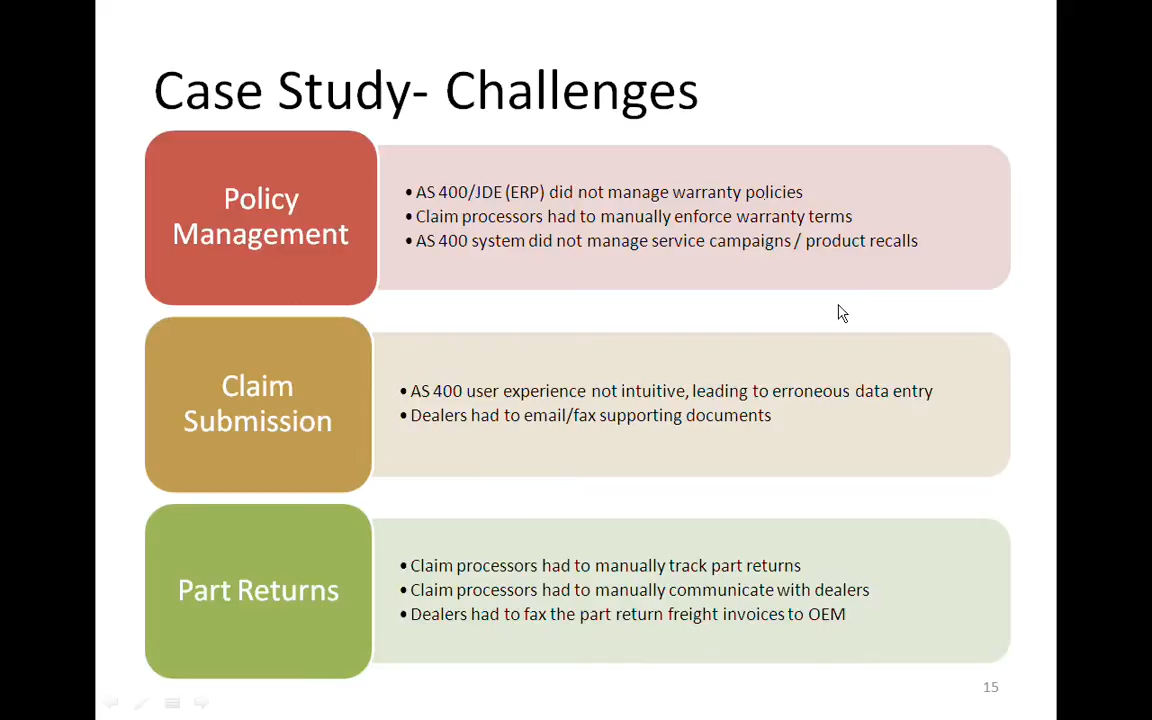 Case Study- Challenges
Policy
Management
• AS 400/JDE (ERP) did not manage warranty policies
• Claim processors had to manually enforce warranty terms
• AS 400 system did not manage service campaigns / product recalls
Claim
Submission
• AS 400 user experience not intuitive, leading to erroneous data entry
• Dealers had to email/fax supporting documents
Part Returns
• Claim processors had to manually track part returns
• Claim processors had to manually communicate with dealers
• Dealers had to fax the part return freight invoices to OEM
15